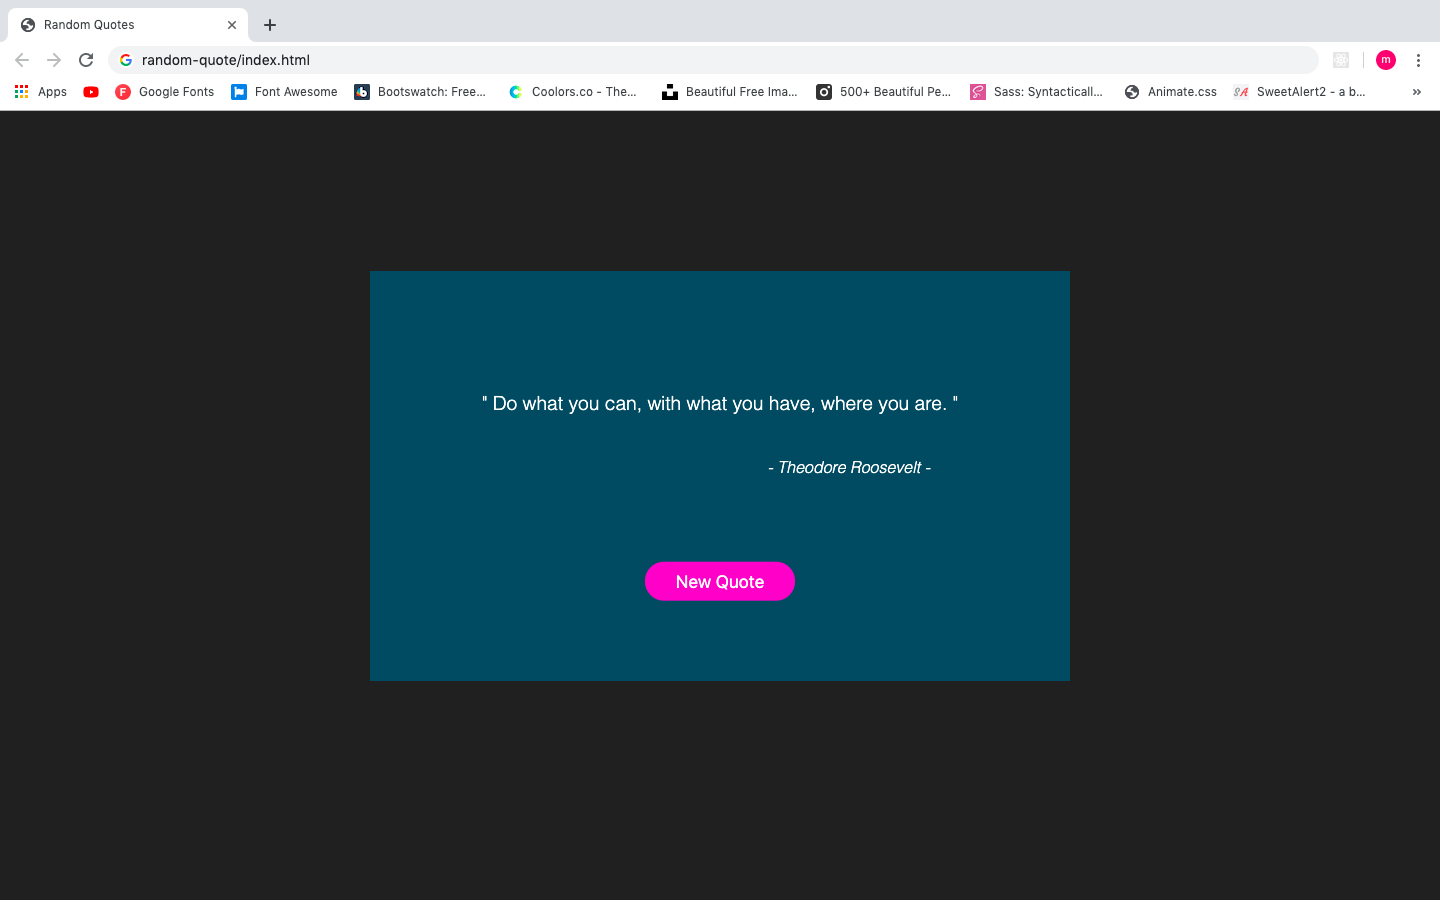 Random Quotes
random-quote/index.html
m
Apps
Google Fonts
Font Awesome
Bootswatch: Free...
Coolors.co - The...
Beautiful Free Ima...
500+ Beautiful Pe...
Sass: Syntacticall...
Animate.css
SweetAlert2 - a b...
" Do what you can, with what you have, where you are. "
- Theodore Roosevelt -
New Quote